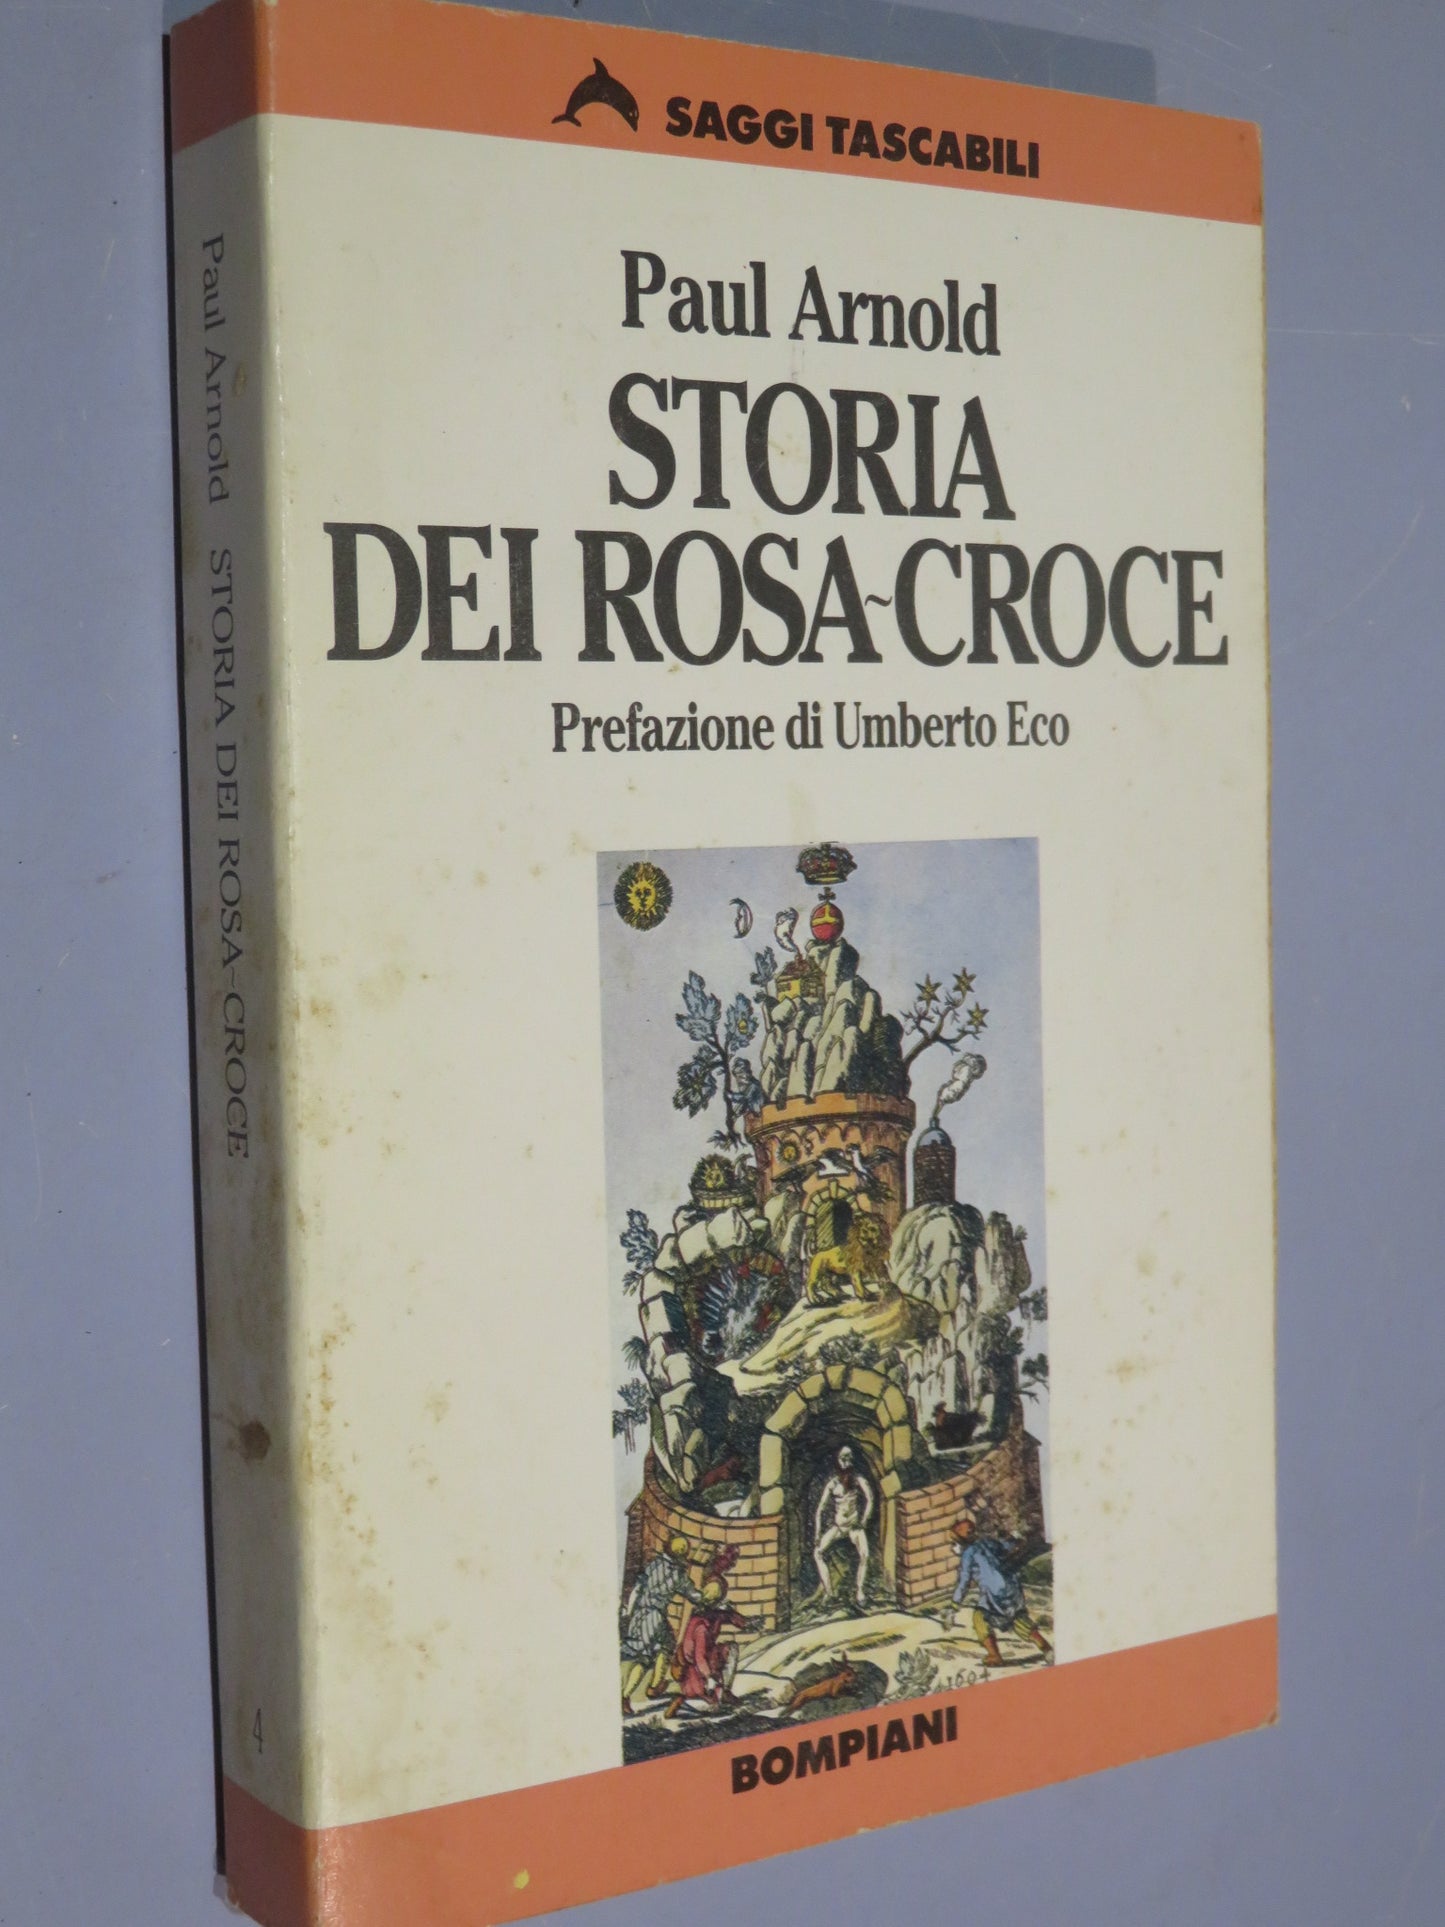 SAGGI TASCABILI
Paul Arnold
STORIA
DEI ROSA~CROCE
Prefazione di Umberto Eco
1604
BOMPIANI
Paul Arnold STORIA DEI ROSA~CROCE
4